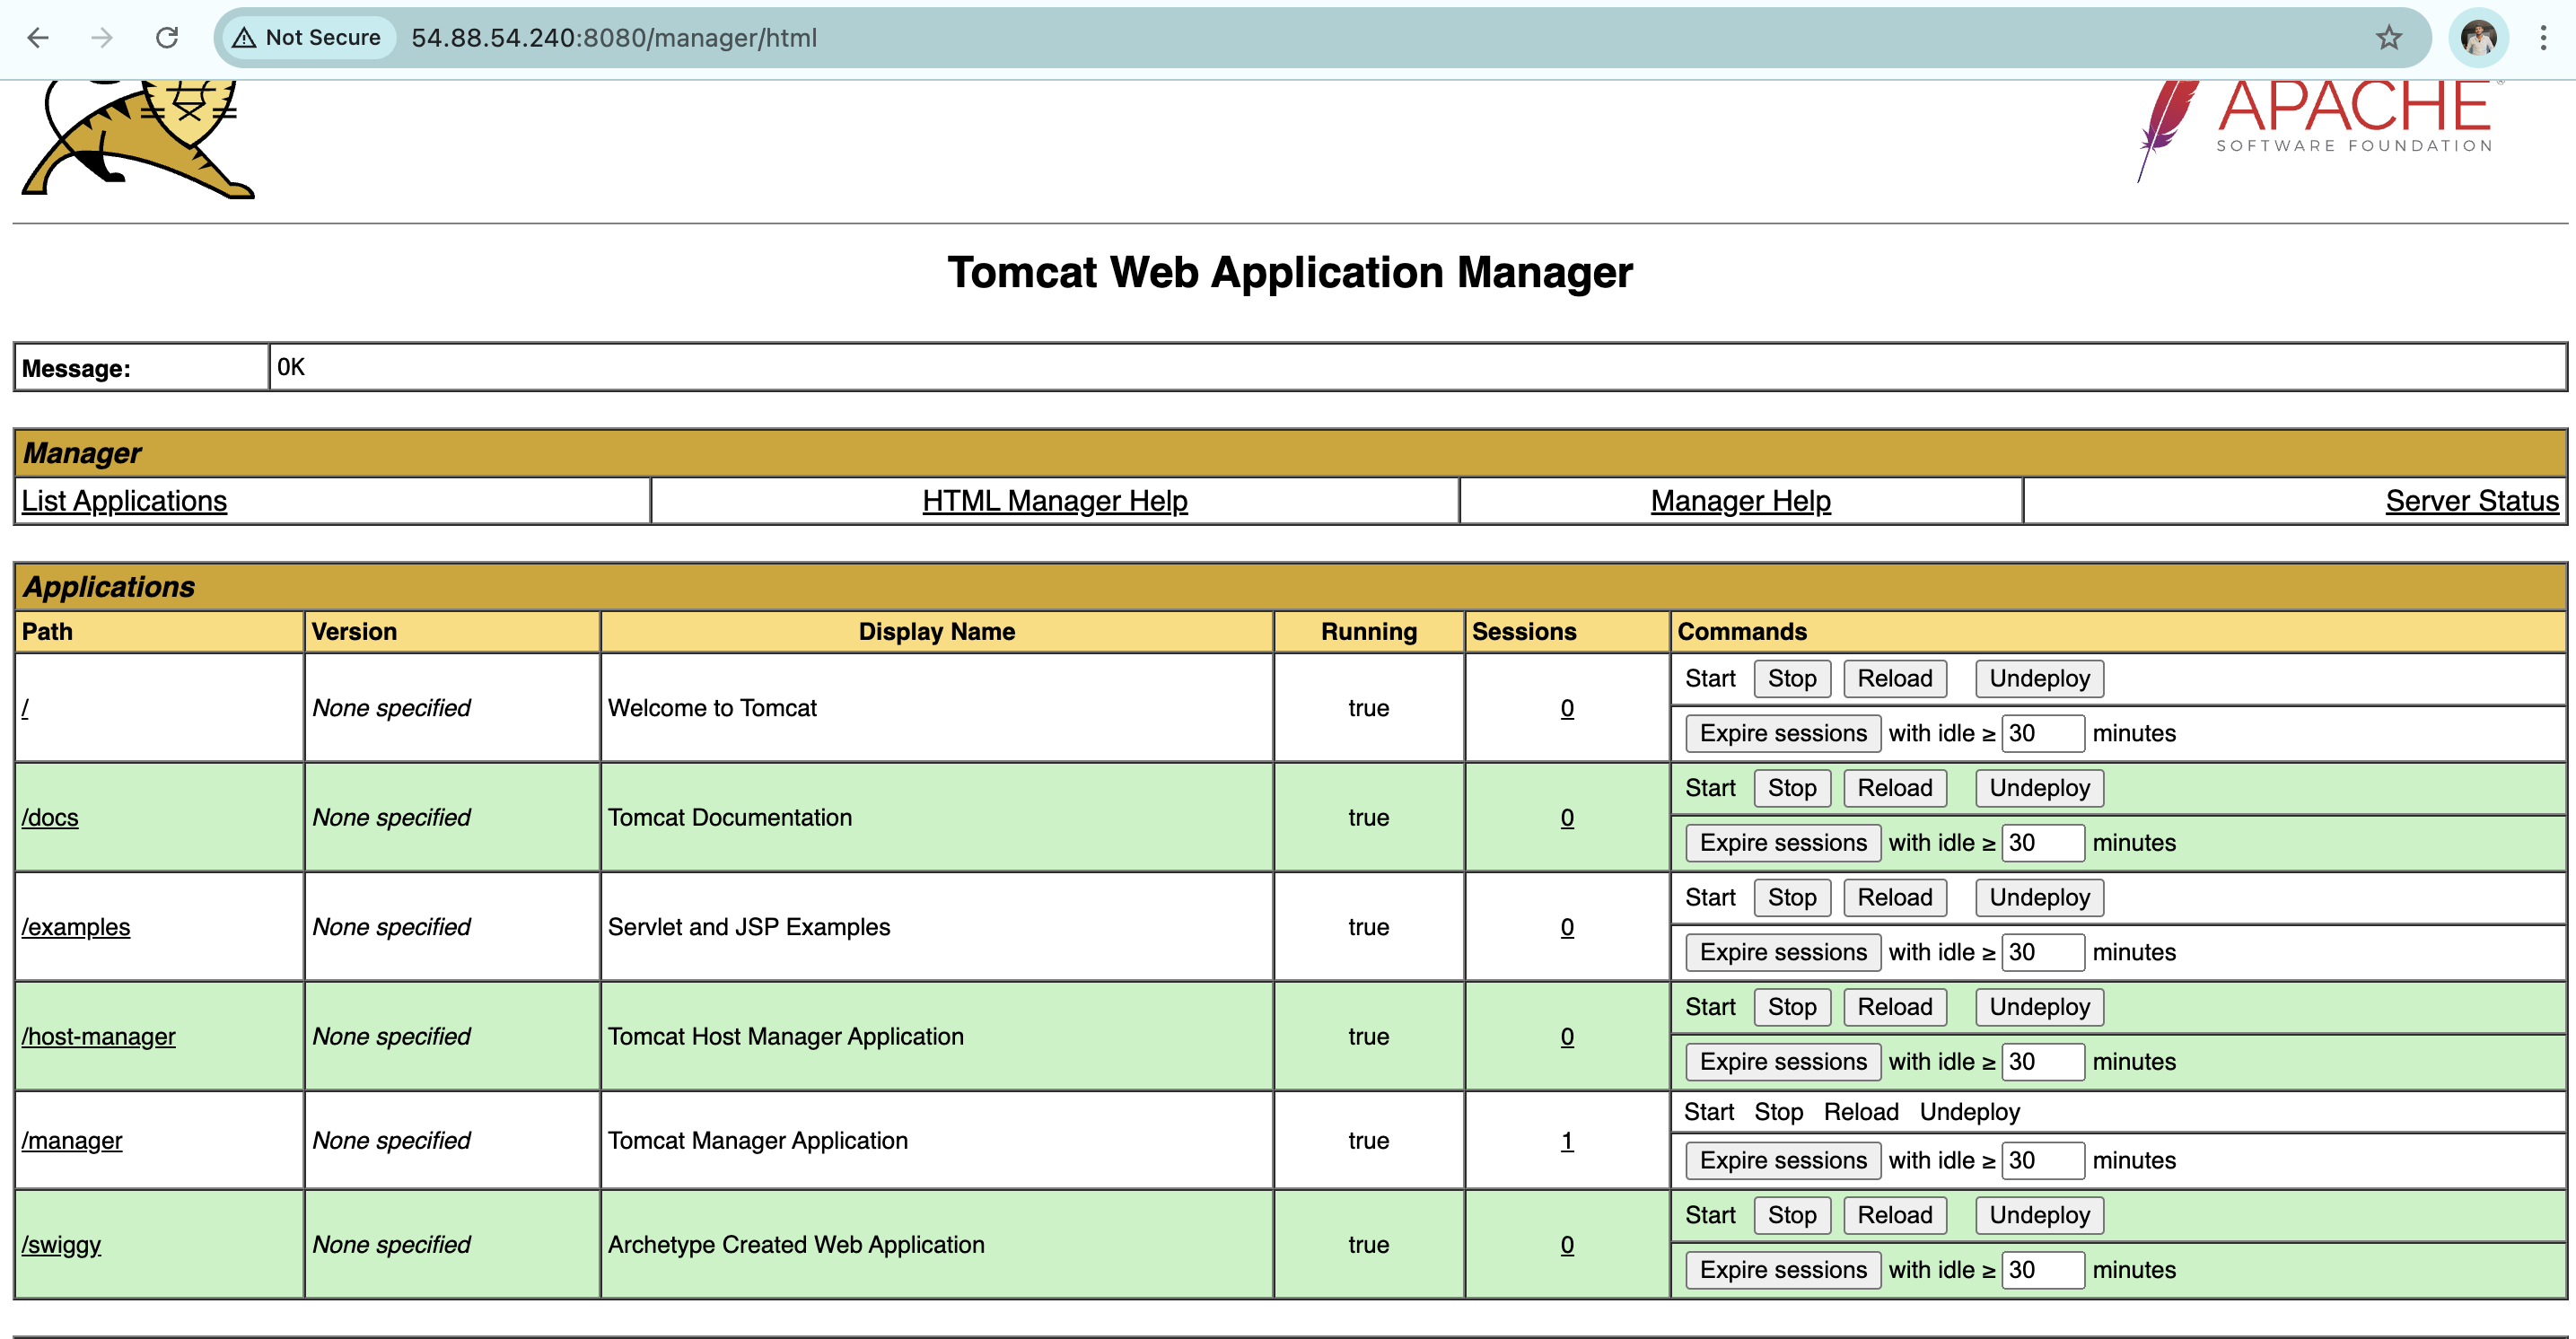 Not Secure 54.88.54.240:8080/manager/html
APACHE
SOFTWARE FOUNDATION
Tomcat Web Application Manager
Message: OK
Manager
List Applications HTML Manager Help Manager Help Server Status
Applications
Path Version Display Name Running Sessions Commands
/ None specified Welcome to Tomcat true 0 Start Stop Reload Undeploy
Expire sessions with idle ≥ 30 minutes
/docs None specified Tomcat Documentation true 0 Start Stop Reload Undeploy
Expire sessions with idle ≥ 30 minutes
/examples None specified Servlet and JSP Examples true 0 Start Stop Reload Undeploy
Expire sessions with idle ≥ 30 minutes
/host-manager None specified Tomcat Host Manager Application true 0 Start Stop Reload Undeploy
Expire sessions with idle ≥ 30 minutes
/manager None specified Tomcat Manager Application true 1 Start Stop Reload Undeploy
Expire sessions with idle ≥ 30 minutes
/swiggy None specified Archetype Created Web Application true 0 Start Stop Reload Undeploy
Expire sessions with idle ≥ 30 minutes